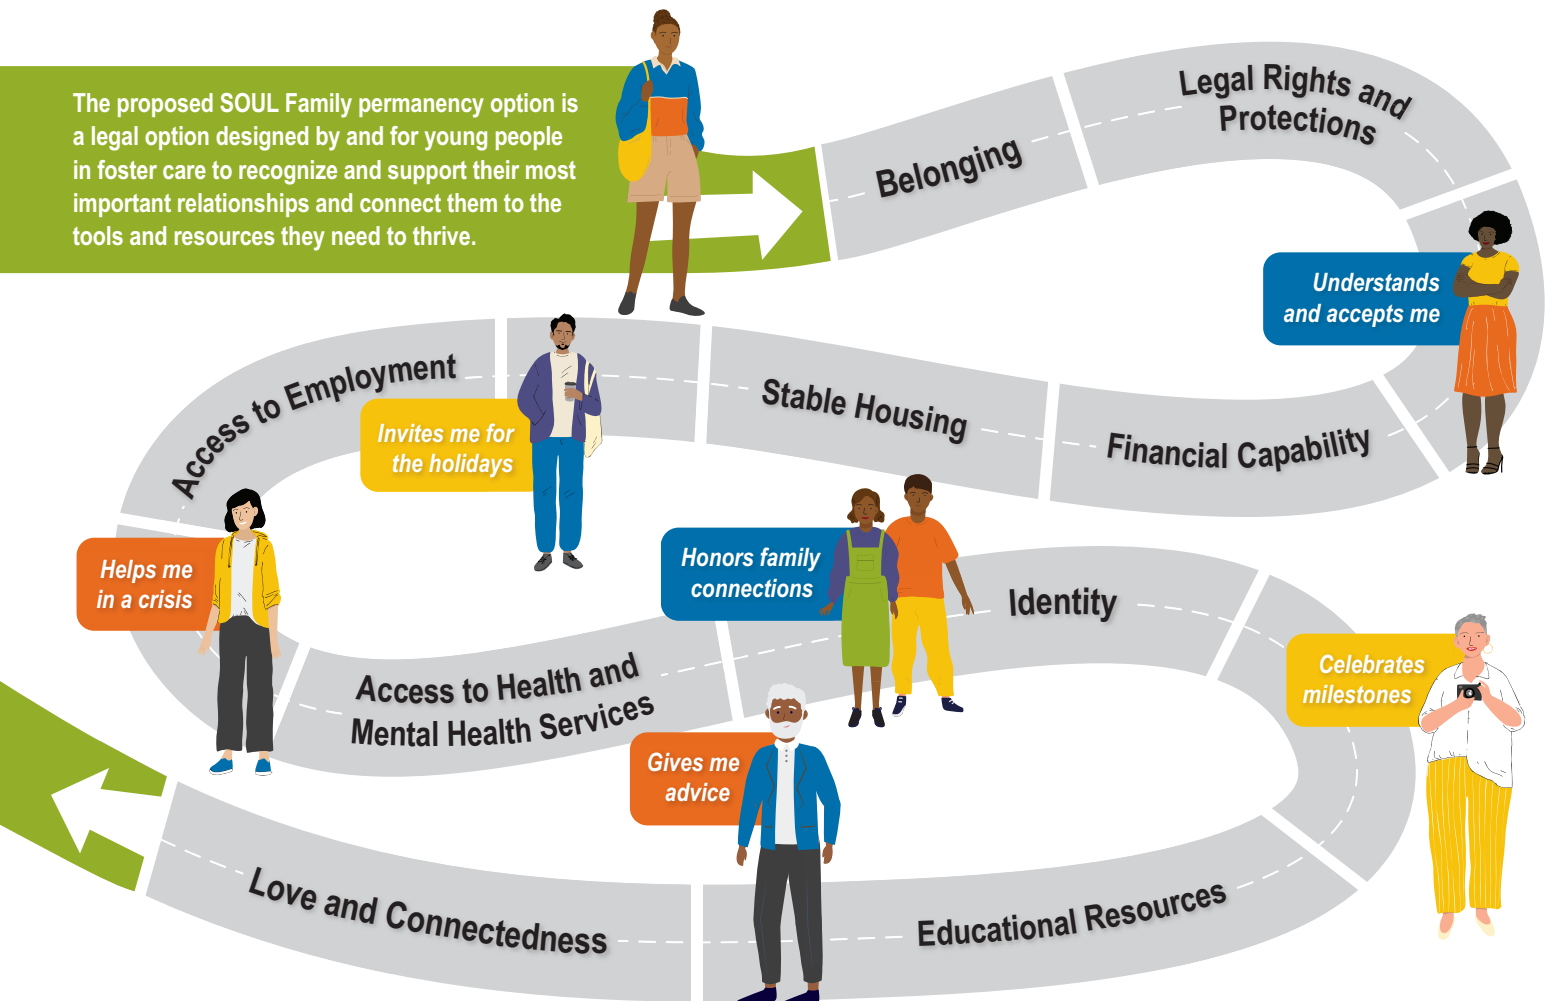 The proposed SOUL Family permanency option is
a legal option designed by and for young people
in foster care to recognize and support their most
important relationships and connect them to the
tools and resources they need to thrive.
Belonging
Legal Rights and
Protections
Understands
and accepts me
Financial Capability
Stable Housing
Invites me for
the holidays
Access to Employment
Helps me
in a crisis
Access to Health and
Mental Health Services
Honors family
connections
Identity
Celebrates
milestones
Educational Resources
Gives me
advice
Love and Connectedness